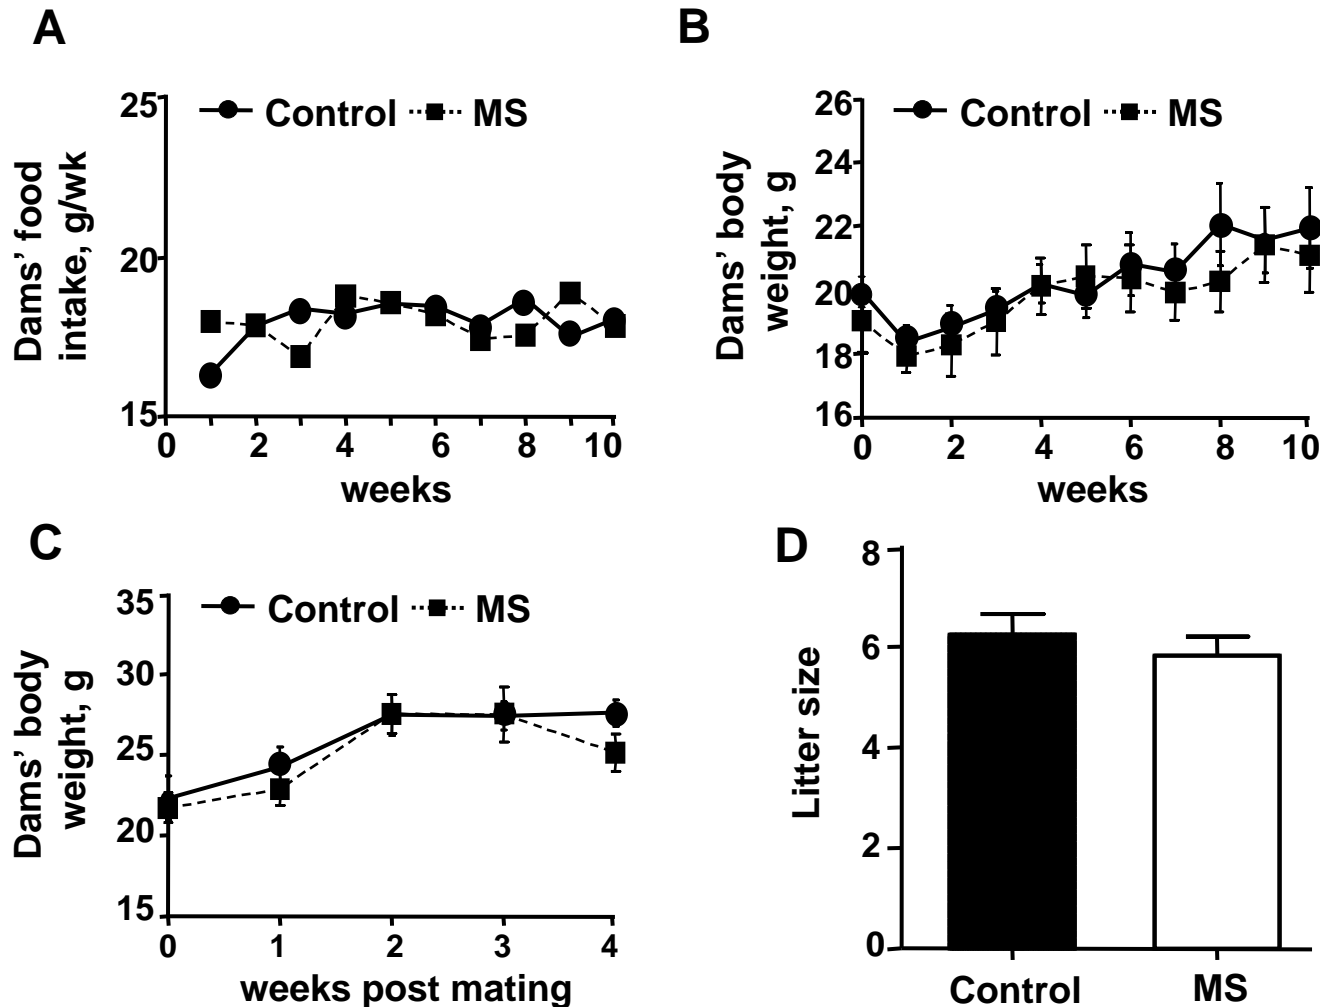 A
25
20
15
Dams’ food
intake, g/wk
Control MS
0 2 4 6 8 10
weeks
B
26
24
22
20
18
16
Dams’ body
weight, g
Control MS
0 2 4 6 8 10
weeks
C
35
30
25
20
15
Dams’ body
weight, g
Control MS
0 1 2 3 4
weeks post mating
D
8
6
4
2
0
Litter size
Control MS